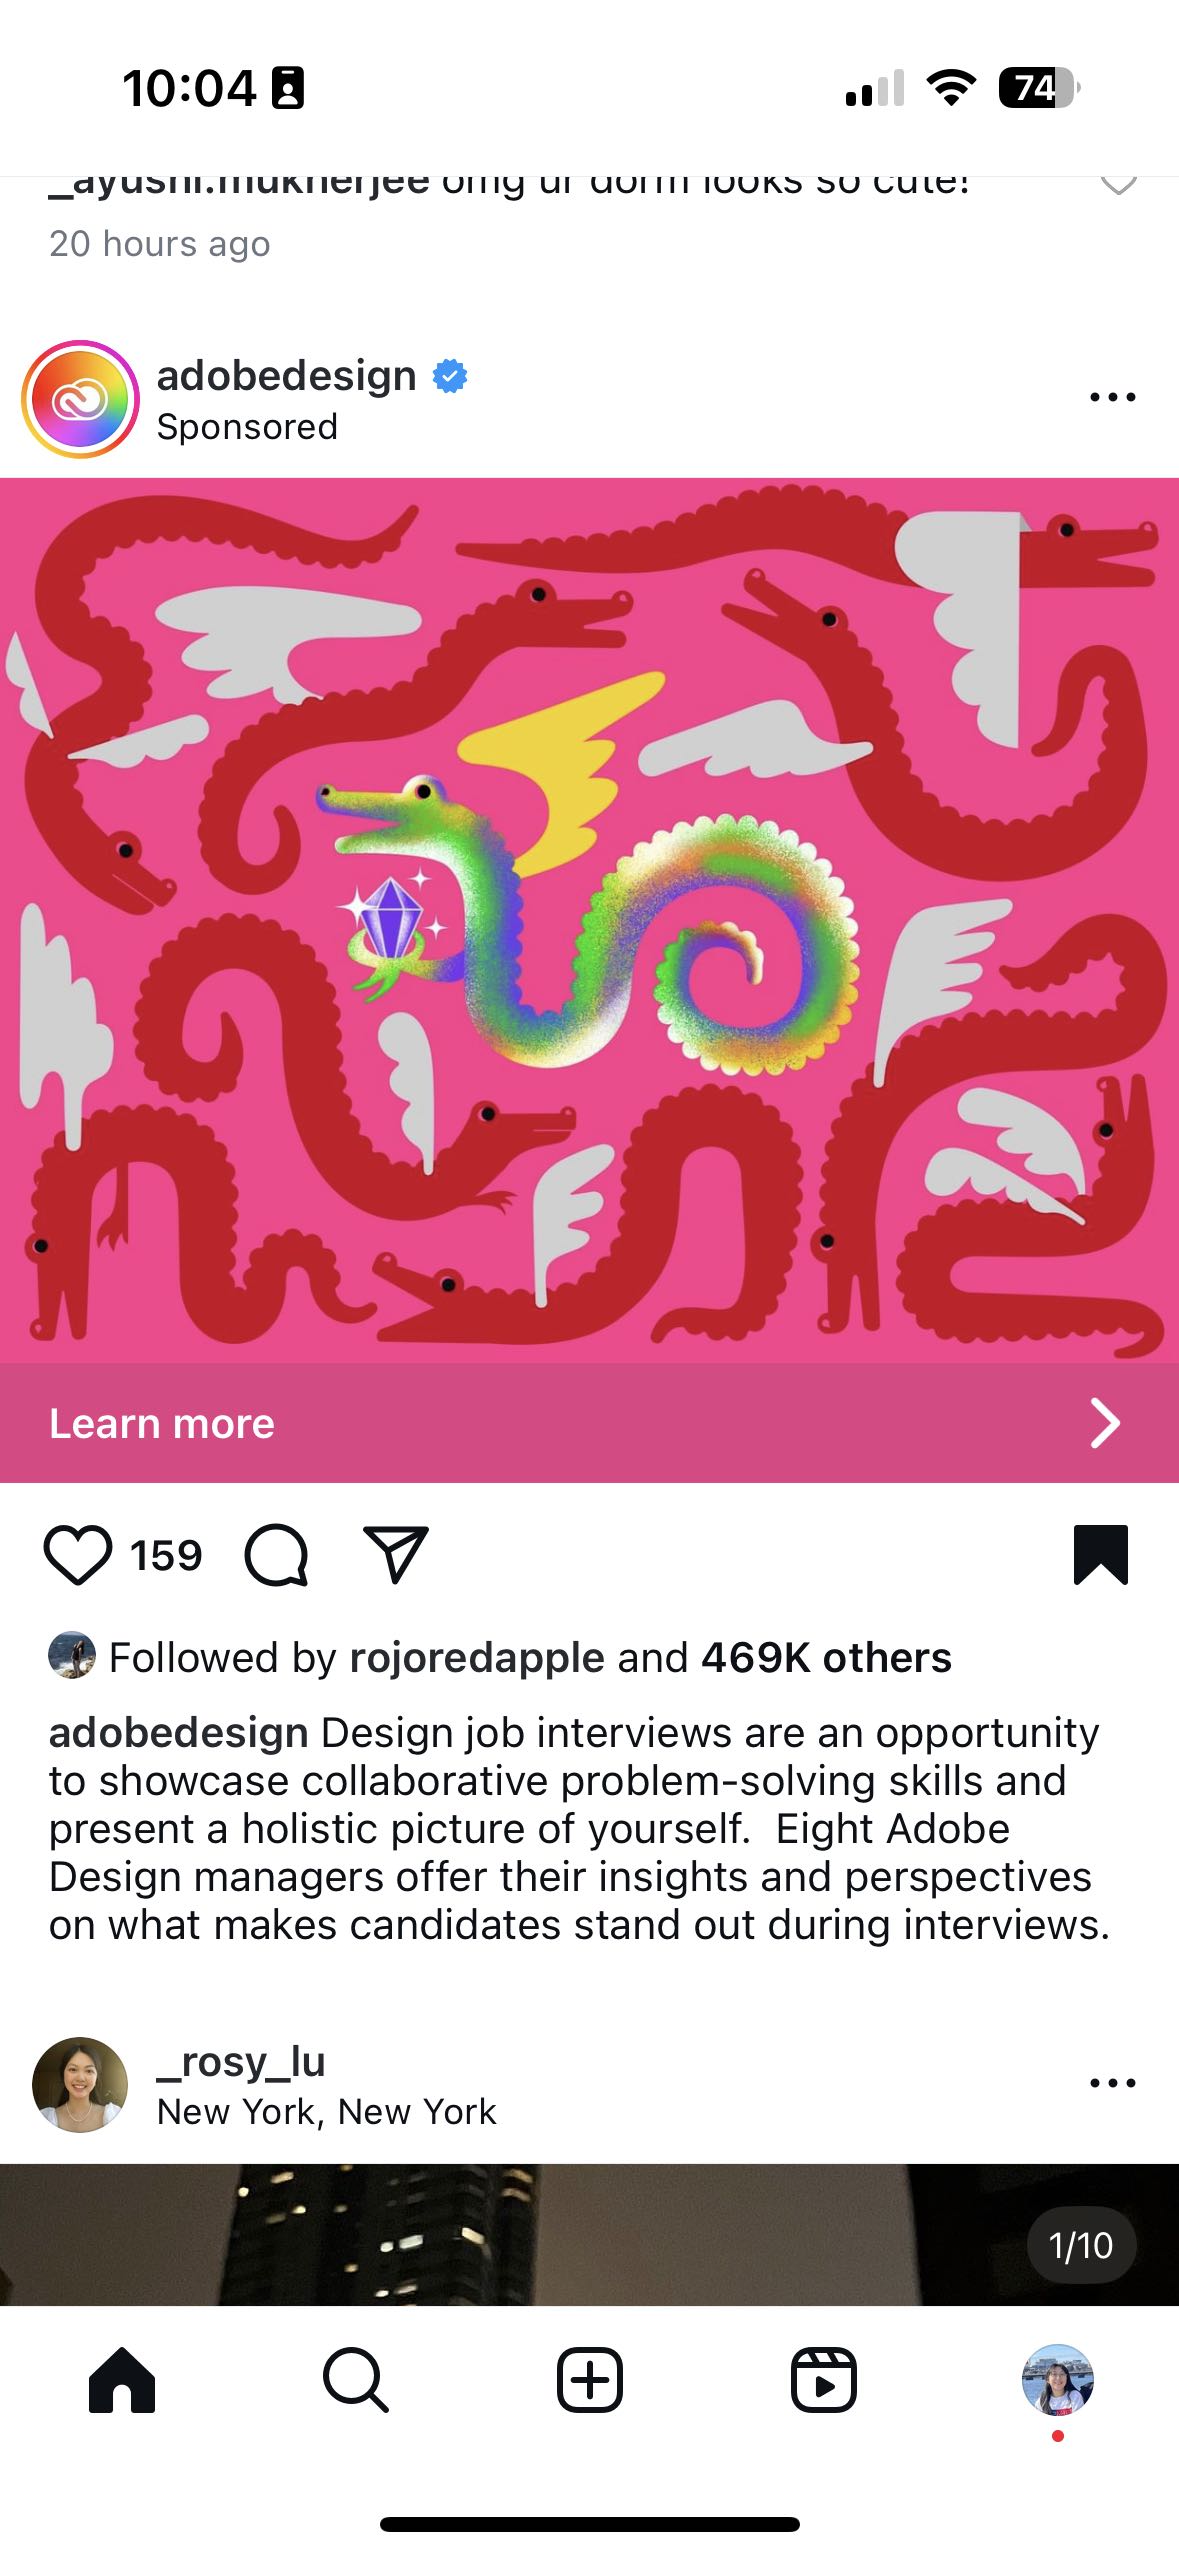 10:04
74
_ayushi.mukherjee omg ur dorm looks so cute!
20 hours ago
adobedesign
Sponsored
Learn more
159
Followed by rojoredapple and 469K others
adobedesign Design job interviews are an opportunity
to showcase collaborative problem-solving skills and
present a holistic picture of yourself.  Eight Adobe
Design managers offer their insights and perspectives
on what makes candidates stand out during interviews.
_rosy_lu
New York, New York
1/10